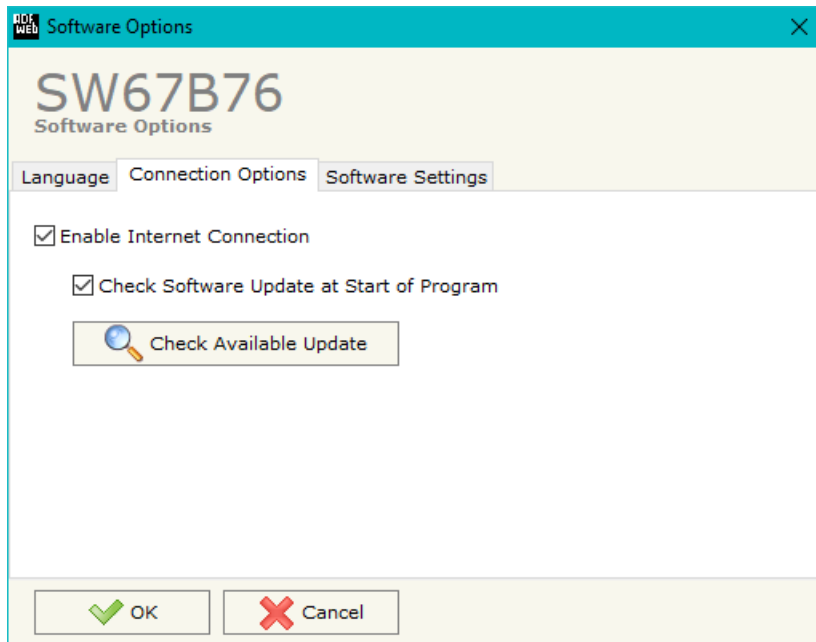 ADF
WEB
Software Options
SW67B76
Software Options
Language
Connection Options
Software Settings
Enable Internet Connection
Check Software Update at Start of Program
Check Available Update
OK
Cancel